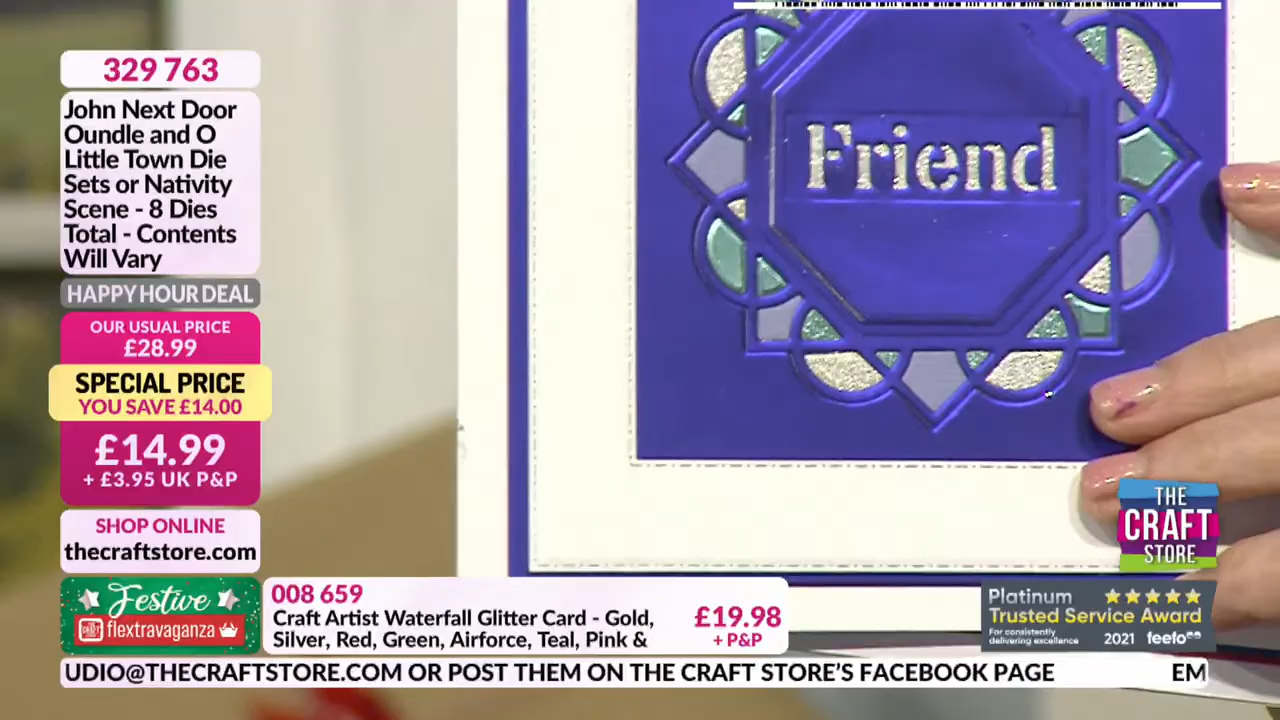 329 763
John Next Door
Oundle and O
Little Town Die
Sets or Nativity
Scene - 8 Dies
Total - Contents
Will Vary
HAPPY HOUR DEAL
OUR USUAL PRICE
£28.99
SPECIAL PRICE
YOU SAVE £14.00
£14.99
+ £3.95 UK P&P
SHOP ONLINE
thecraftstore.com
Friend
THE
CRAFT
STORE
Festive
flextravaganza
008 659
Craft Artist Waterfall Glitter Card - Gold,
Silver, Red, Green, Airforce, Teal, Pink &
£19.98
+ P&P
Platinum
Trusted Service Award
For consistently
delivering excellence
2021 feefo
UDIO@THECRAFTSTORE.COM OR POST THEM ON THE CRAFT STORE'S FACEBOOK PAGE EM